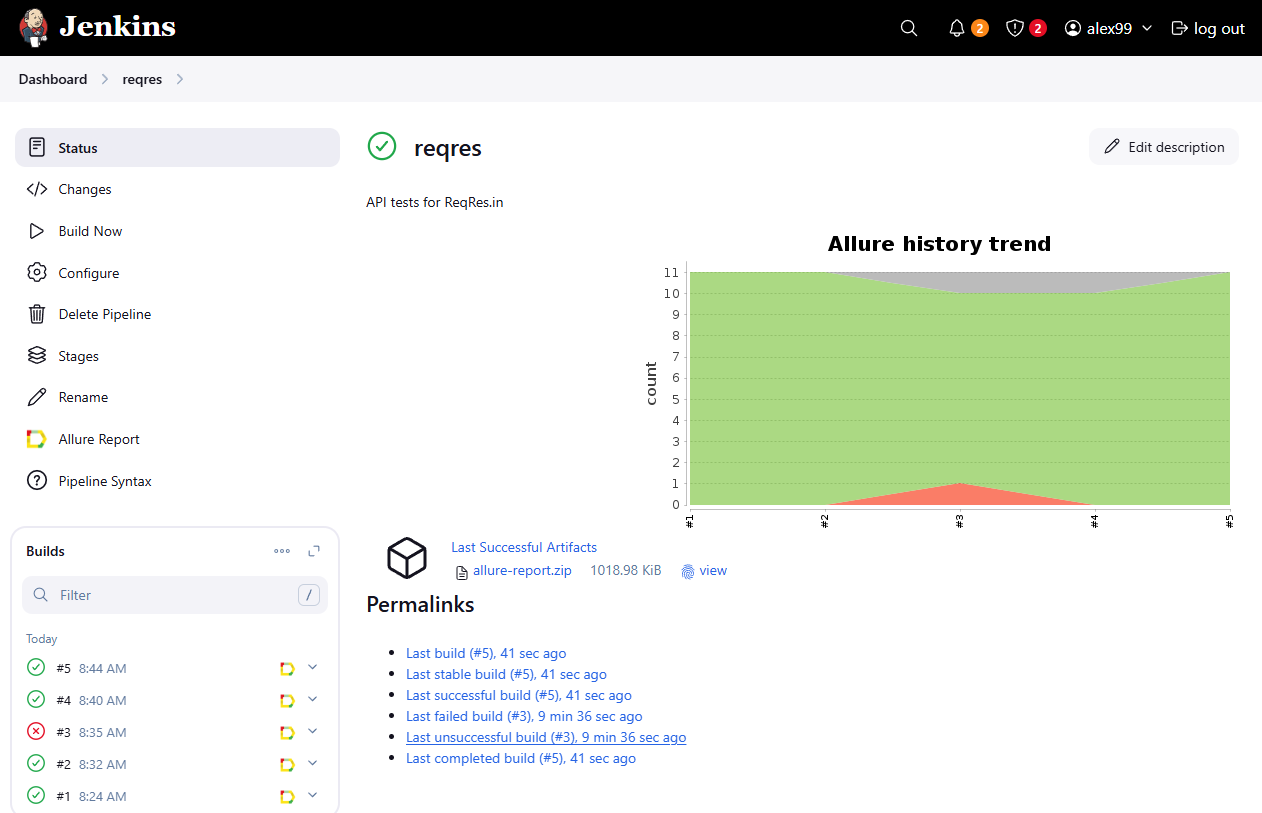 Jenkins
2
2
alex99
log out
Dashboard
reqres
Status
Changes
Build Now
Configure
Delete Pipeline
Stages
Rename
Allure Report
Pipeline Syntax
Builds
Filter
/
Today
#5 8:44 AM
#4 8:40 AM
#3 8:35 AM
#2 8:32 AM
#1 8:24 AM
reqres
Edit description
API tests for ReqRes.in
Allure history trend
11
10
9
8
7
6
5
4
3
2
1
0
count
#1
#2
#3
#4
#5
Last Successful Artifacts
allure-report.zip 1018.98 KiB view
Permalinks
Last build (#5), 41 sec ago
Last stable build (#5), 41 sec ago
Last successful build (#5), 41 sec ago
Last failed build (#3), 9 min 36 sec ago
Last unsuccessful build (#3), 9 min 36 sec ago
Last completed build (#5), 41 sec ago